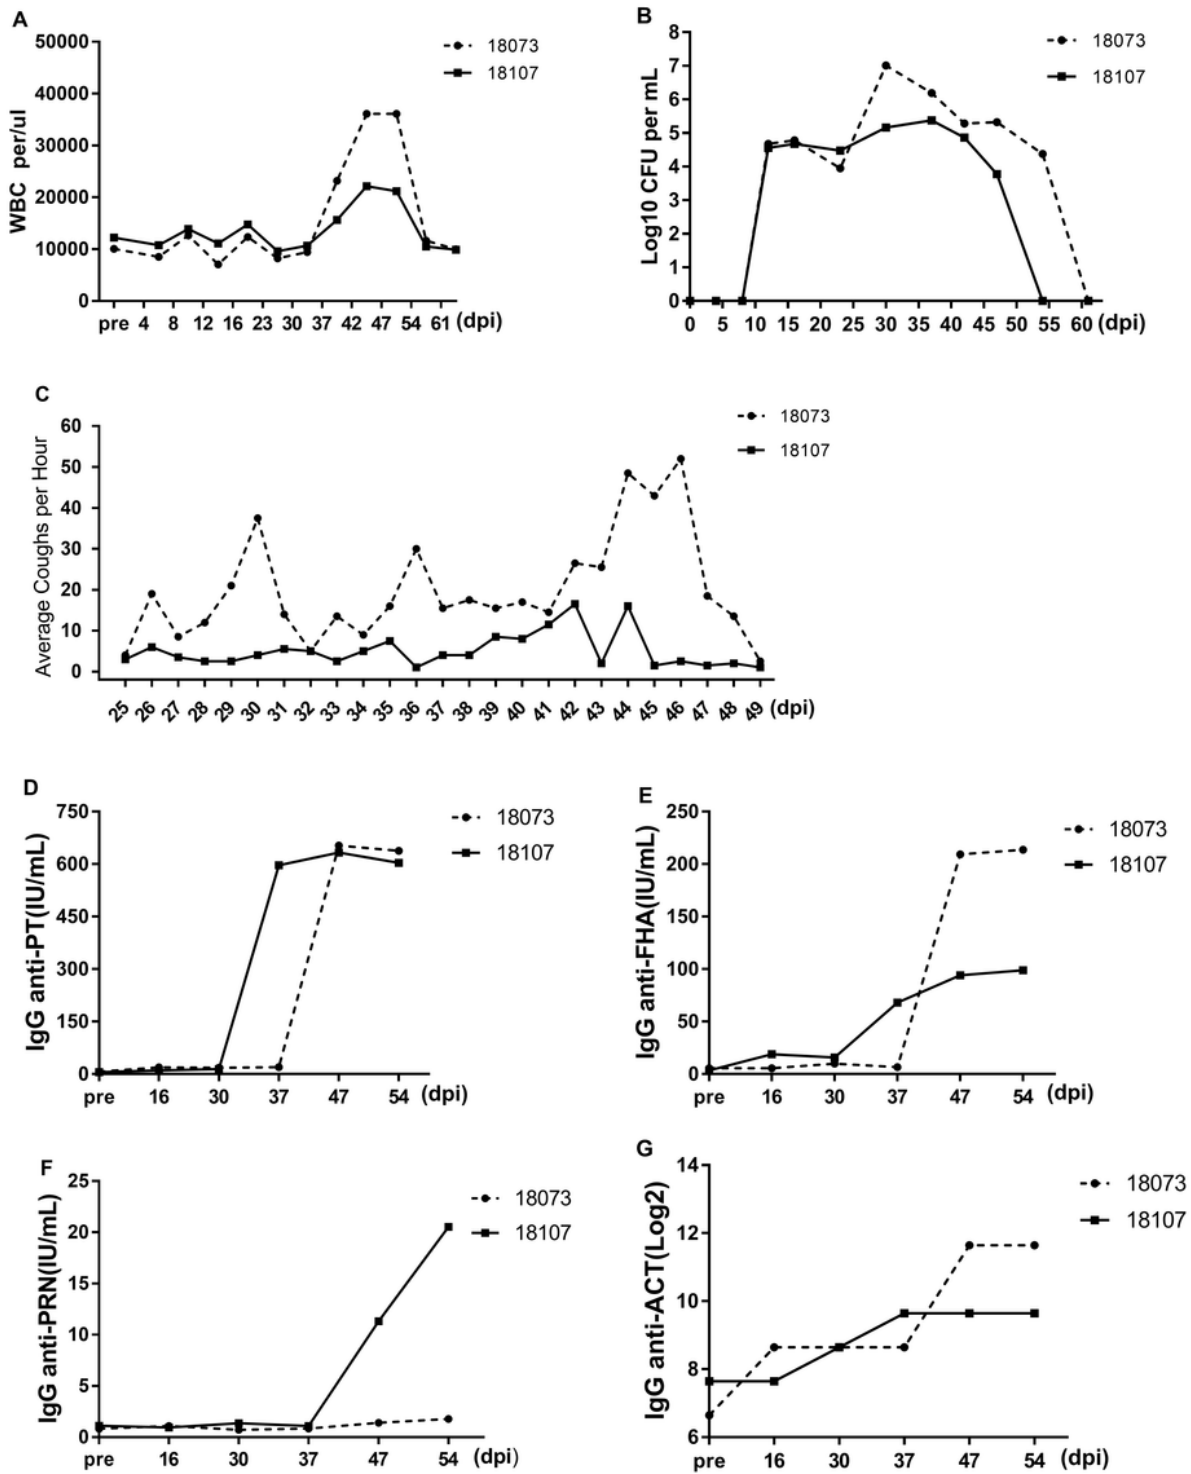 A
WBC per/ul
50000
40000
30000
20000
10000
0
pre 4 8 12 16 23 30 37 42 47 54 61 (dpi)
18073
18107
B
Log10 CFU per mL
8
7
6
5
4
3
2
1
0
0 5 10 15 20 25 30 35 40 45 50 55 60 (dpi)
18073
18107
C
Average Coughs per Hour
60
50
40
30
20
10
0
25 26 27 28 29 30 31 32 33 34 35 36 37 38 39 40 41 42 43 44 45 46 47 48 49 (dpi)
18073
18107
D
IgG anti-PT(IU/mL)
750
600
450
300
150
0
pre 16 30 37 47 54 (dpi)
18073
18107
E
IgG anti-FHA(IU/mL)
250
200
150
100
50
0
pre 16 30 37 47 54 (dpi)
18073
18107
F
IgG anti-PRN(IU/mL)
25
20
15
10
5
0
pre 16 30 37 47 54 (dpi)
18073
18107
G
IgG anti-ACT(Log2)
14
12
10
8
6
pre 16 30 37 47 54 (dpi)
18073
18107